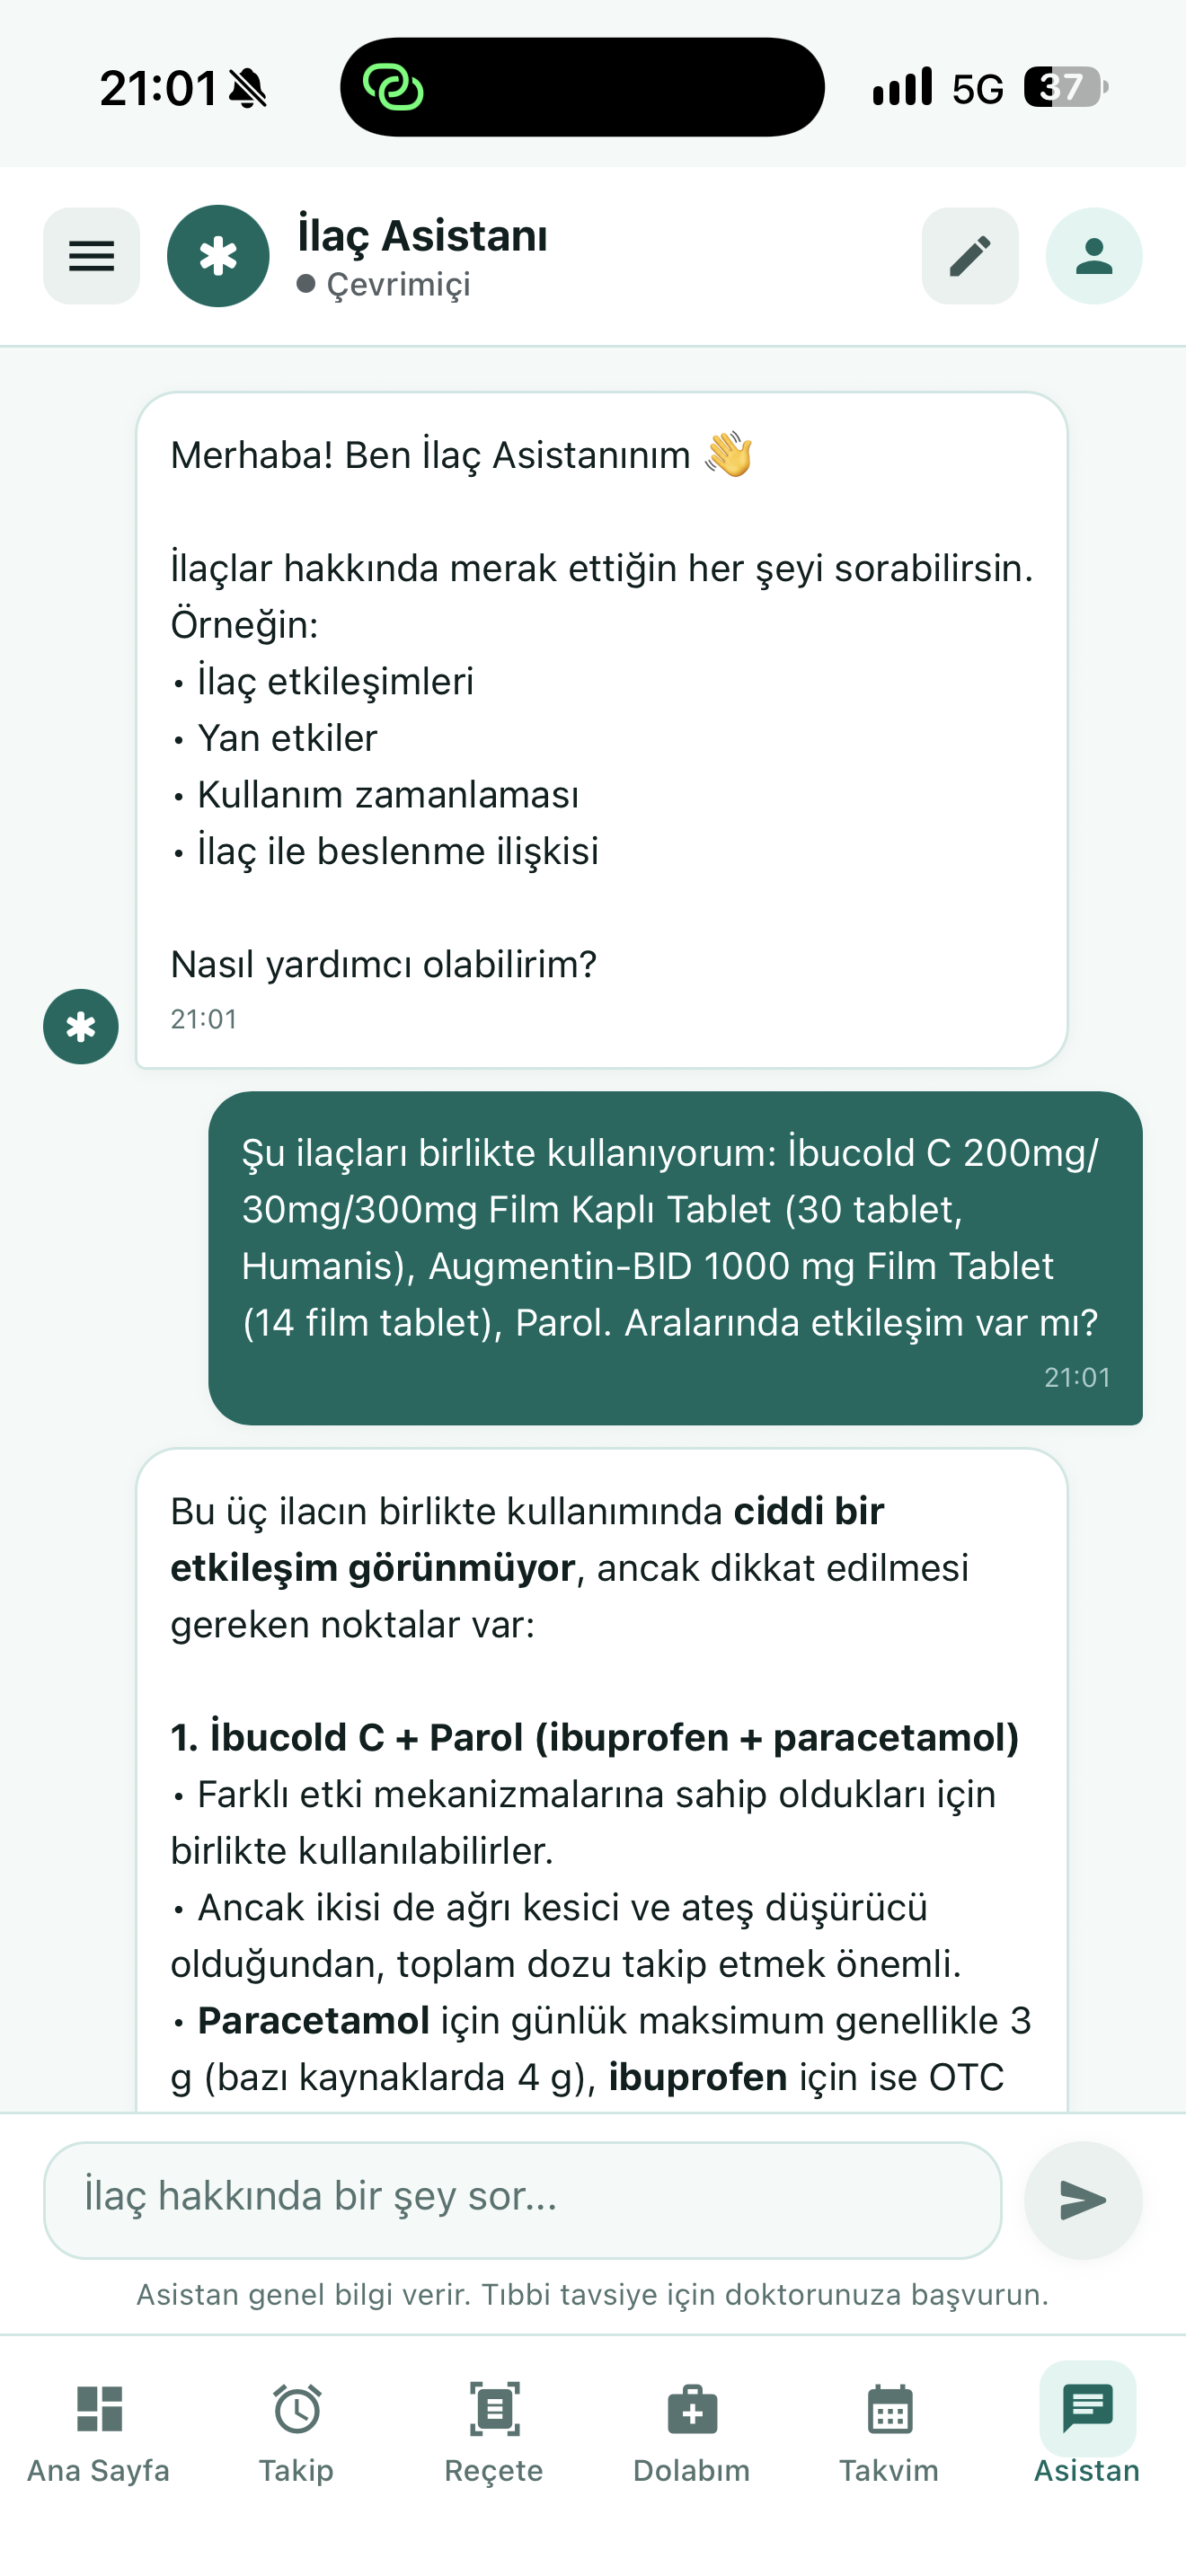 21:01
5G
37
İlaç Asistanı
Çevrimiçi
Merhaba! Ben İlaç Asistanınım 👋
İlaçlar hakkında merak ettiğin her şeyi sorabilirsin.
Örneğin:
• İlaç etkileşimleri
• Yan etkiler
• Kullanım zamanlaması
• İlaç ile beslenme ilişkisi
Nasıl yardımcı olabilirim?
21:01
Şu ilaçları birlikte kullanıyorum: İbucold C 200mg/
30mg/300mg Film Kaplı Tablet (30 tablet,
Humanis), Augmentin-BID 1000 mg Film Tablet
(14 film tablet), Parol. Aralarında etkileşim var mı?
21:01
Bu üç ilacın birlikte kullanımında ciddi bir
etkileşim görünmüyor, ancak dikkat edilmesi
gereken noktalar var:
1. İbucold C + Parol (ibuprofen + paracetamol)
• Farklı etki mekanizmalarına sahip oldukları için
birlikte kullanılabilirler.
• Ancak ikisi de ağrı kesici ve ateş düşürücü
olduğundan, toplam dozu takip etmek önemli.
• Paracetamol için günlük maksimum genellikle 3
g (bazı kaynaklarda 4 g), ibuprofen için ise OTC
İlaç hakkında bir şey sor...
Asistan genel bilgi verir. Tıbbi tavsiye için doktorunuza başvurun.
Ana Sayfa
Takip
Reçete
Dolabım
Takvim
Asistan